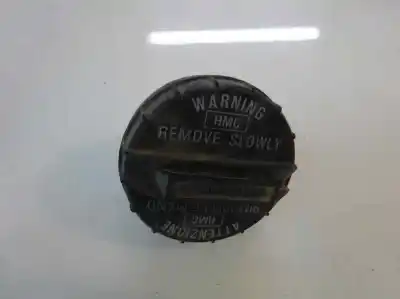 WARNING
HMC
REMOVE SLOWLY
HMC
ATTENZIONE